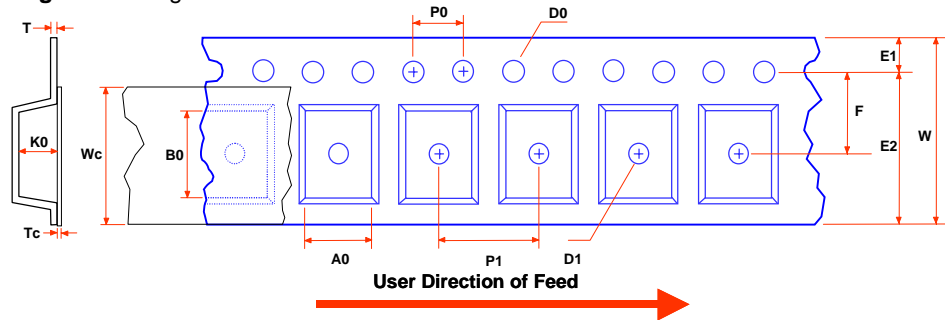 T
P0
D0
E1
F
W
K0
Wc
B0
E2
Tc
A0
P1
D1
User Direction of Feed